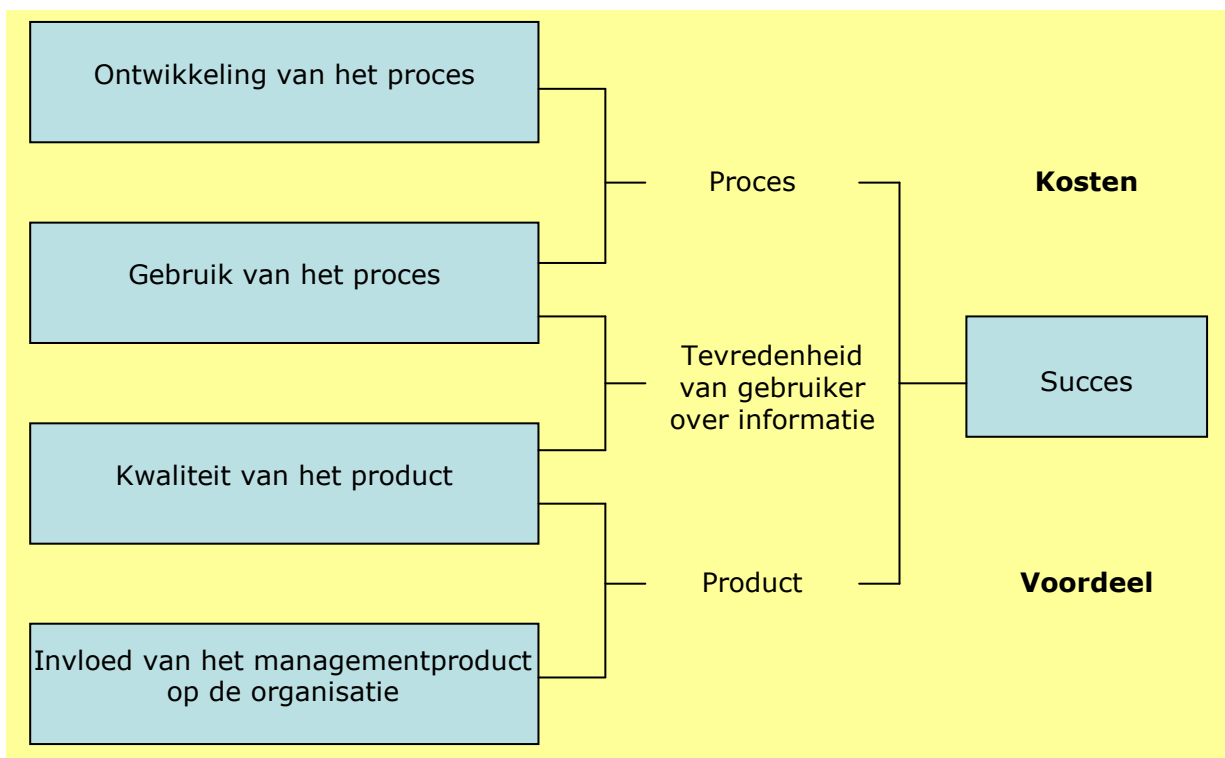 Ontwikkeling van het proces
Proces
Kosten
Gebruik van het proces
Tevredenheid
van gebruiker
over informatie
Succes
Kwaliteit van het product
Product
Voordeel
Invloed van het managementproduct
op de organisatie